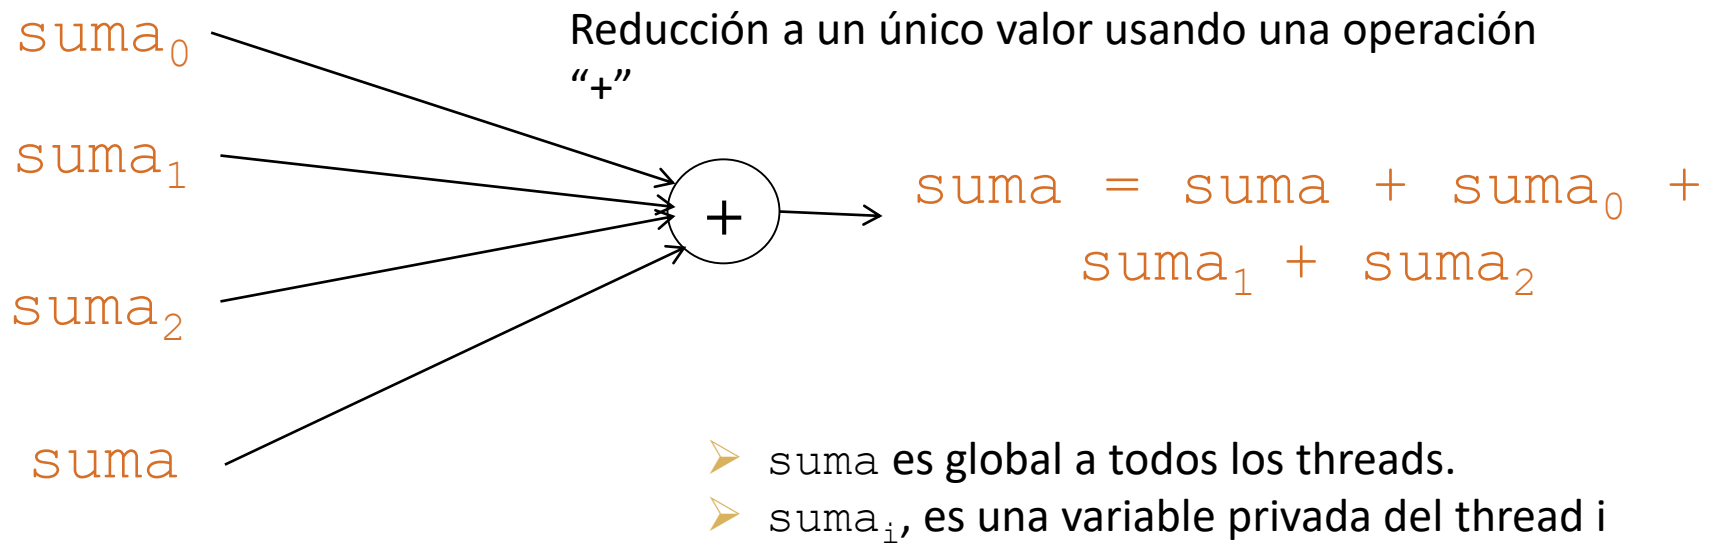 suma₀
Reducción a un único valor usando una operación
“+”
suma₁
suma₂
suma
+
suma = suma + suma₀ +
suma₁ + suma₂
➢ suma es global a todos los threads.
➢ sumaᵢ, es una variable privada del thread i